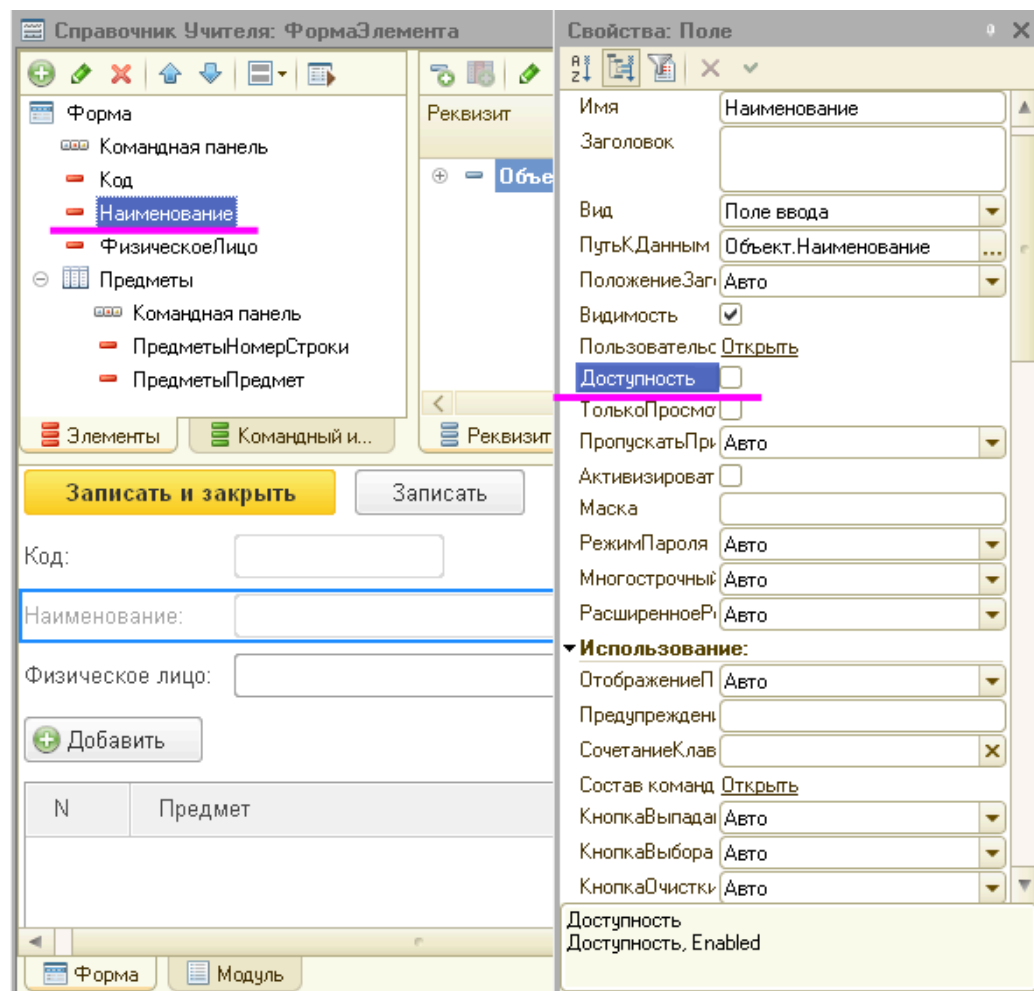 Справочник Учителя: ФормаЭлемента
Форма
Командная панель
Код
Наименование
ФизическоеЛицо
Предметы
Командная панель
ПредметыНомерСтроки
ПредметыПредмет
Элементы
Командный и...
Реквизит
Объе
Реквизит
Записать и закрыть
Записать
Код:
Наименование:
Физическое лицо:
Добавить
N Предмет
Форма
Модуль
Свойства: Поле
Имя Наименование
Заголовок
Вид Поле ввода
ПутьКДанным Объект.Наименование
ПоложениеЗаг Авто
Видимость
Пользовательс Открыть
Доступность
ТолькоПросмо
ПропускатьПри Авто
Активизироват
Маска
РежимПароля Авто
Многострочный Авто
РасширенноеР Авто
Использование:
ОтображениеП Авто
Предупрежден
СочетаниеКлав
Состав команд Открыть
КнопкаВыпада Авто
КнопкаВыбора Авто
КнопкаОчистки Авто
Доступность
Доступность, Enabled